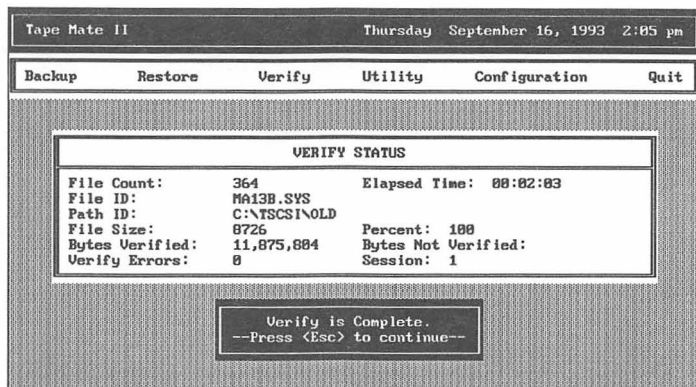 Tape Mate II Thursday September 16, 1993 2:05 pm
Backup Restore Verify Utility Configuration Quit
VERIFY STATUS
File Count: 364 Elapsed Time: 00:02:03
File ID: MA13B.SYS
Path ID: C:\TSCSI\OLD
File Size: 8726 Percent: 100
Bytes Verified: 11,875,804 Bytes Not Verified:
Verify Errors: 0 Session: 1
Verify is Complete.
--Press <Esc> to continue--